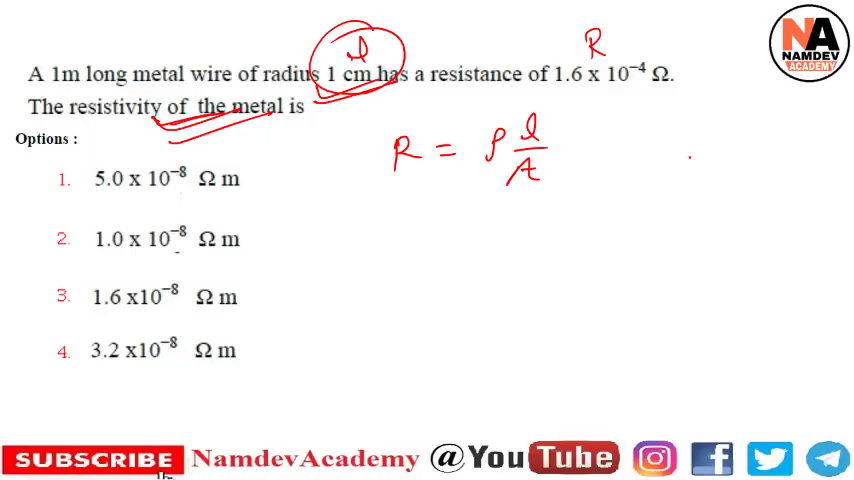 NA
NAMDEV
ACADEMY
l
R
A 1m long metal wire of radius 1 cm has a resistance of 1.6 x 10⁻⁴ Ω.
The resistivity of the metal is
R = ρ l/A
Options :
1. 5.0 x 10⁻⁸ Ω m
2. 1.0 x 10⁻⁸ Ω m
3. 1.6 x10⁻⁸ Ω m
4. 3.2 x10⁻⁸ Ω m
SUBSCRIBE NamdevAcademy @YouTube